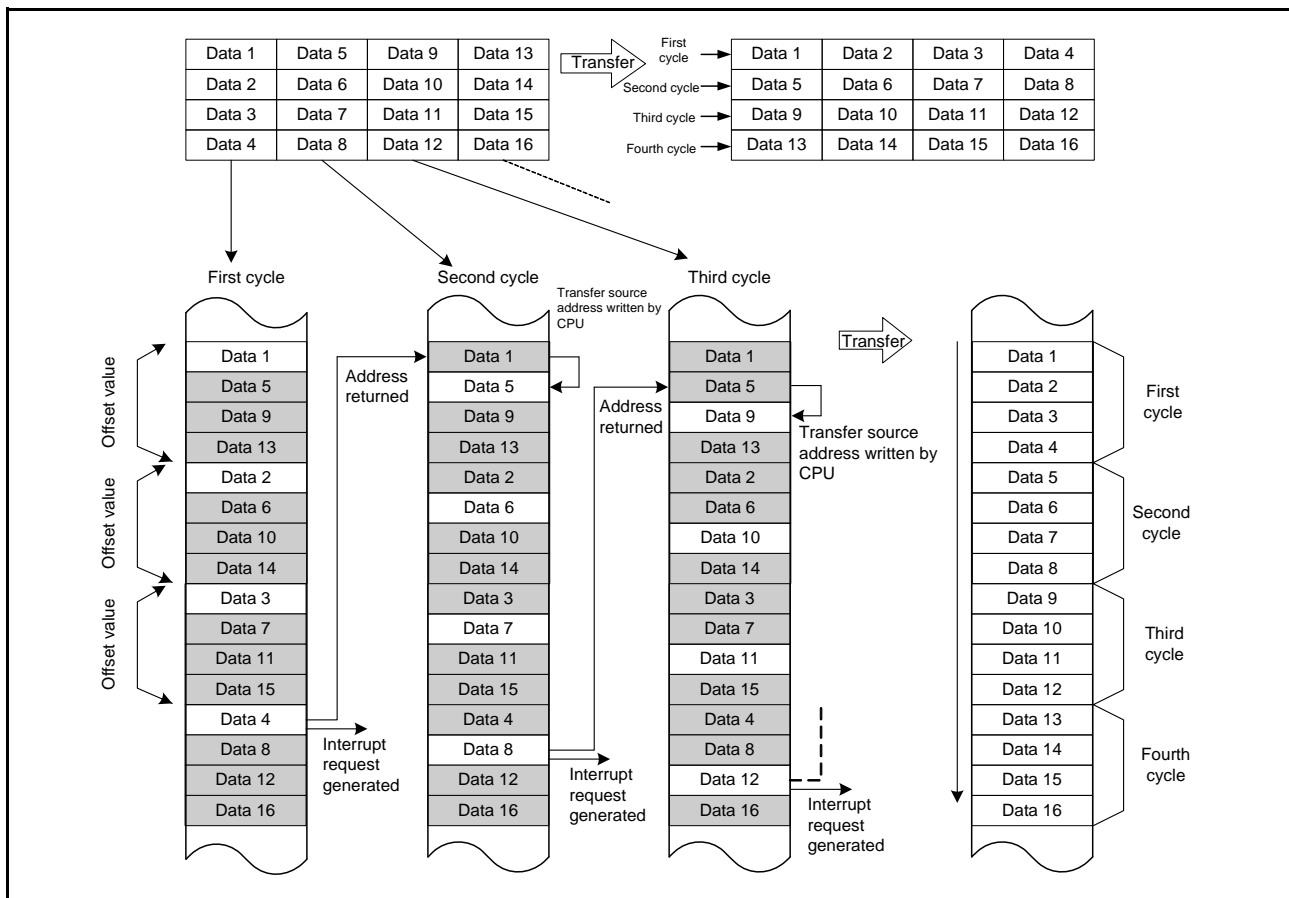 Data 1 Data 5 Data 9 Data 13
Data 2 Data 6 Data 10 Data 14
Data 3 Data 7 Data 11 Data 15
Data 4 Data 8 Data 12 Data 16
Transfer
First
cycle
Second cycle
Third cycle
Fourth cycle
Data 1 Data 2 Data 3 Data 4
Data 5 Data 6 Data 7 Data 8
Data 9 Data 10 Data 11 Data 12
Data 13 Data 14 Data 15 Data 16
First cycle
Offset value
Offset value
Offset value
Data 1
Data 5
Data 9
Data 13
Data 2
Data 6
Data 10
Data 14
Data 3
Data 7
Data 11
Data 15
Data 4
Data 8
Data 12
Data 16
Address
returned
Interrupt
request
generated
Second cycle
Transfer source
address written by
CPU
Data 1
Data 5
Data 9
Data 13
Data 2
Data 6
Data 10
Data 14
Data 3
Data 7
Data 11
Data 15
Data 4
Data 8
Data 12
Data 16
Address
returned
Interrupt
request
generated
Third cycle
Data 1
Data 5
Data 9
Data 13
Data 2
Data 6
Data 10
Data 14
Data 3
Data 7
Data 11
Data 15
Data 4
Data 8
Data 12
Data 16
Transfer source
address written by
CPU
Interrupt
request
generated
Transfer
Data 1
Data 2
Data 3
Data 4
Data 5
Data 6
Data 7
Data 8
Data 9
Data 10
Data 11
Data 12
Data 13
Data 14
Data 15
Data 16
First
cycle
Second
cycle
Third
cycle
Fourth
cycle